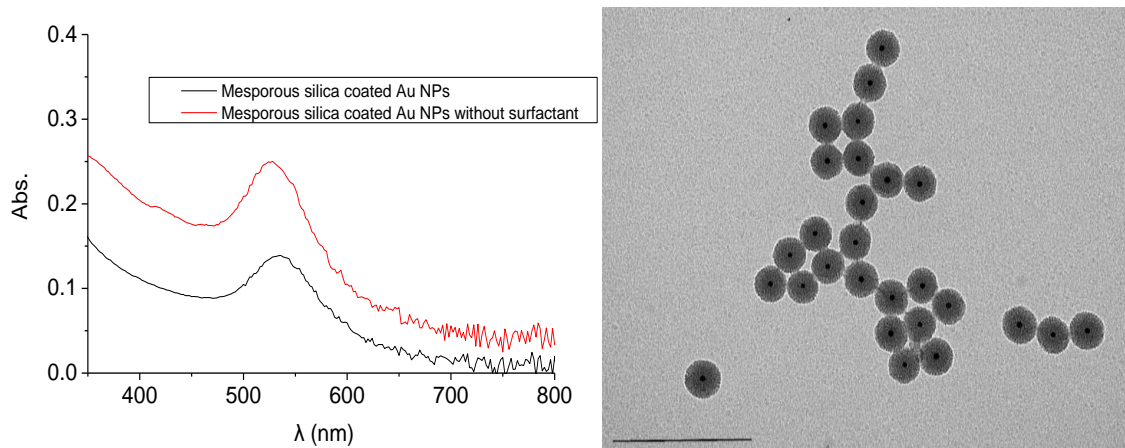 0.4
Mesporous silica coated Au NPs
Mesporous silica coated Au NPs without surfactant
0.3
Abs.
0.2
0.1
0.0
400 500 600 700 800
λ (nm)